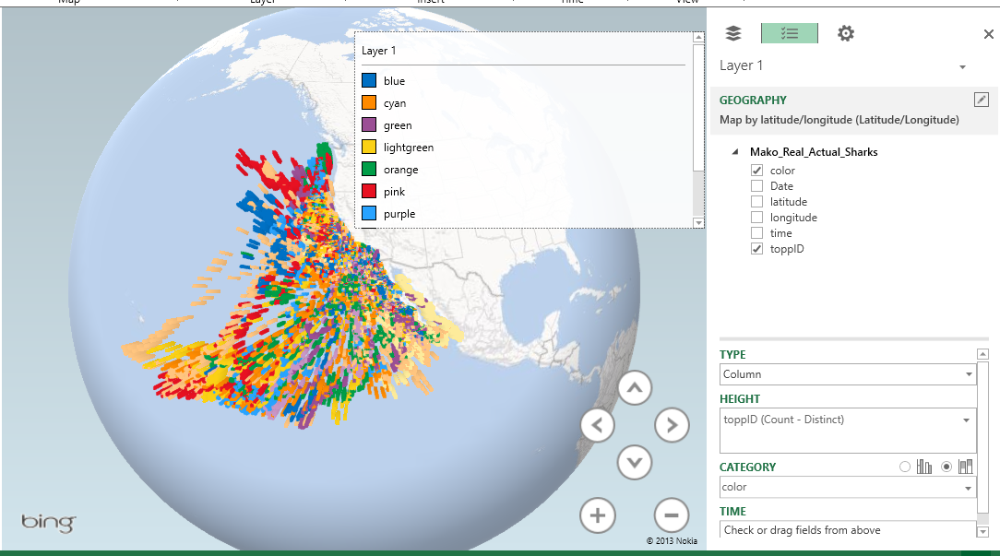 Map
Layer
Insert
Time
View
Layer 1
blue
cyan
green
lightgreen
orange
pink
purple
bing
© 2013 Nokia
Layer 1
GEOGRAPHY
Map by latitude/longitude (Latitude/Longitude)
Mako_Real_Actual_Sharks
color
Date
latitude
longitude
time
toppID
TYPE
Column
HEIGHT
toppID (Count - Distinct)
CATEGORY
color
TIME
Check or drag fields from above